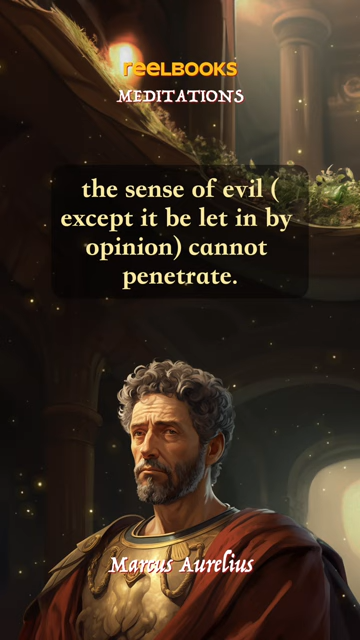 reelBOOKS
MEDITATIONS
the sense of evil (
except it be let in by
opinion) cannot
penetrate.
Marcus Aurelius